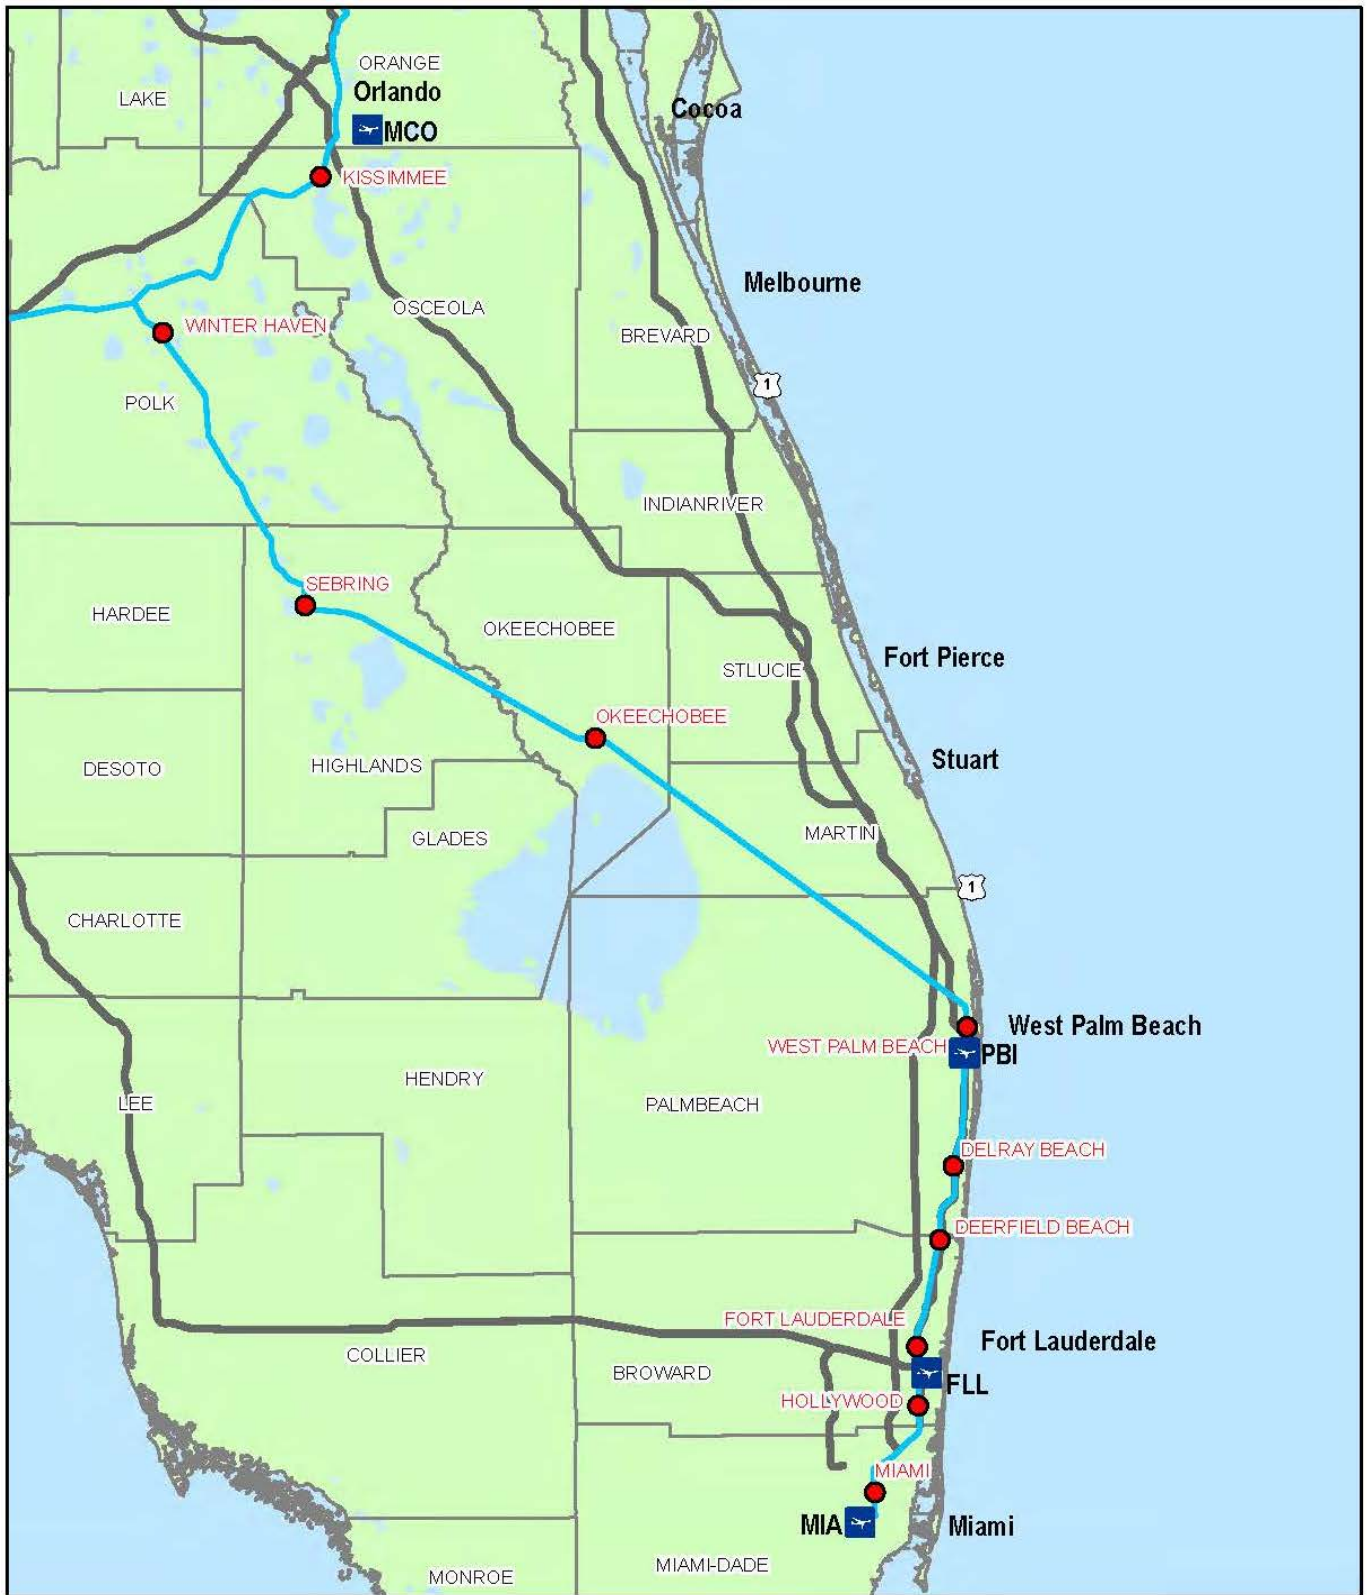 ORANGE
LAKE
Orlando
Cocoa
MCO
KISSIMMEE
Melbourne
OSCEOLA
WINTER HAVEN
BREVARD
1
POLK
INDIANRIVER
SEBRING
HARDEE
OKEECHOBEE
Fort Pierce
STLUCIE
OKEECHOBEE
Stuart
DESOTO
HIGHLANDS
GLADES
MARTIN
1
CHARLOTTE
West Palm Beach
WEST PALM BEACH
PBI
HENDRY
LEE
PALMBEACH
DELRAY BEACH
DEERFIELD BEACH
FORT LAUDERDALE
Fort Lauderdale
COLLIER
BROWARD
FLL
HOLLYWOOD
MIAMI
MIA
Miami
MIAMI-DADE
MONROE